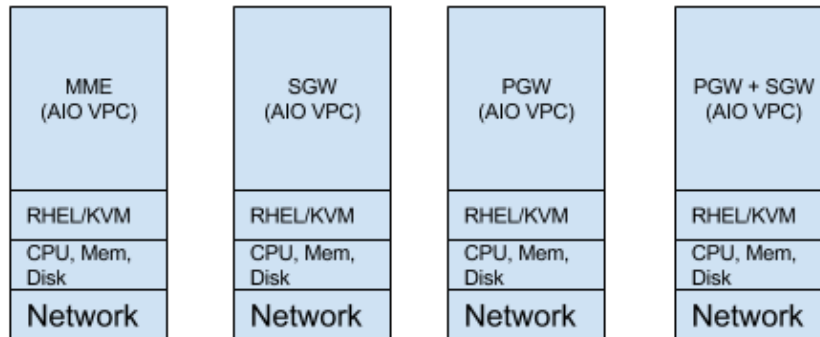 MME
(AIO VPC)
RHEL/KVM
CPU, Mem,
Disk
Network
SGW
(AIO VPC)
RHEL/KVM
CPU, Mem,
Disk
Network
PGW
(AIO VPC)
RHEL/KVM
CPU, Mem,
Disk
Network
PGW + SGW
(AIO VPC)
RHEL/KVM
CPU, Mem,
Disk
Network